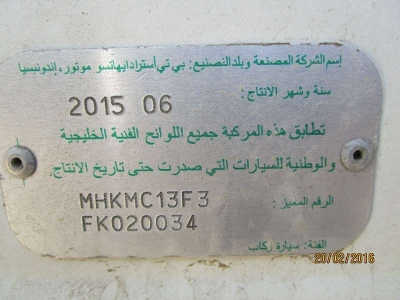 إسم الشركة المصنعة وبلد التصنيع : بي تي أسترا دايهاتسو موتور، إندونيسيا
سنة وشهر الانتاج :
2015 06
تطابق هذه المركبة جميع اللوائح الفنية الخليجية
والوطنية للسيارات التي صدرت حتى تاريخ الانتاج.
الرقم المميز : MHKMC13F3
FK020034
الفئة : سيارة ركاب
20/02/2016